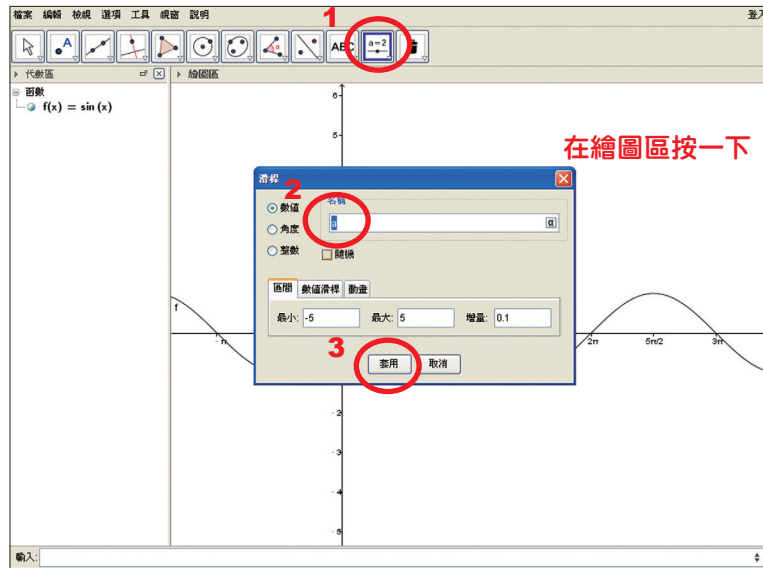 檔案 編輯 檢視 選項 工具 視窗 說明
登入
1
ABC
a=2
代數區
繪圖區
函數
f(x) = sin (x)
6
5
在繪圖區按一下
滑桿
2
數值
名稱
角度
a
α
整數
隨機
區間 數值滑桿 動畫
最小: -5 最大: 5 增量: 0.1
3
套用 取消
f
-π
2π
5π/2
3π
-2
-3
-4
-5
輸入: